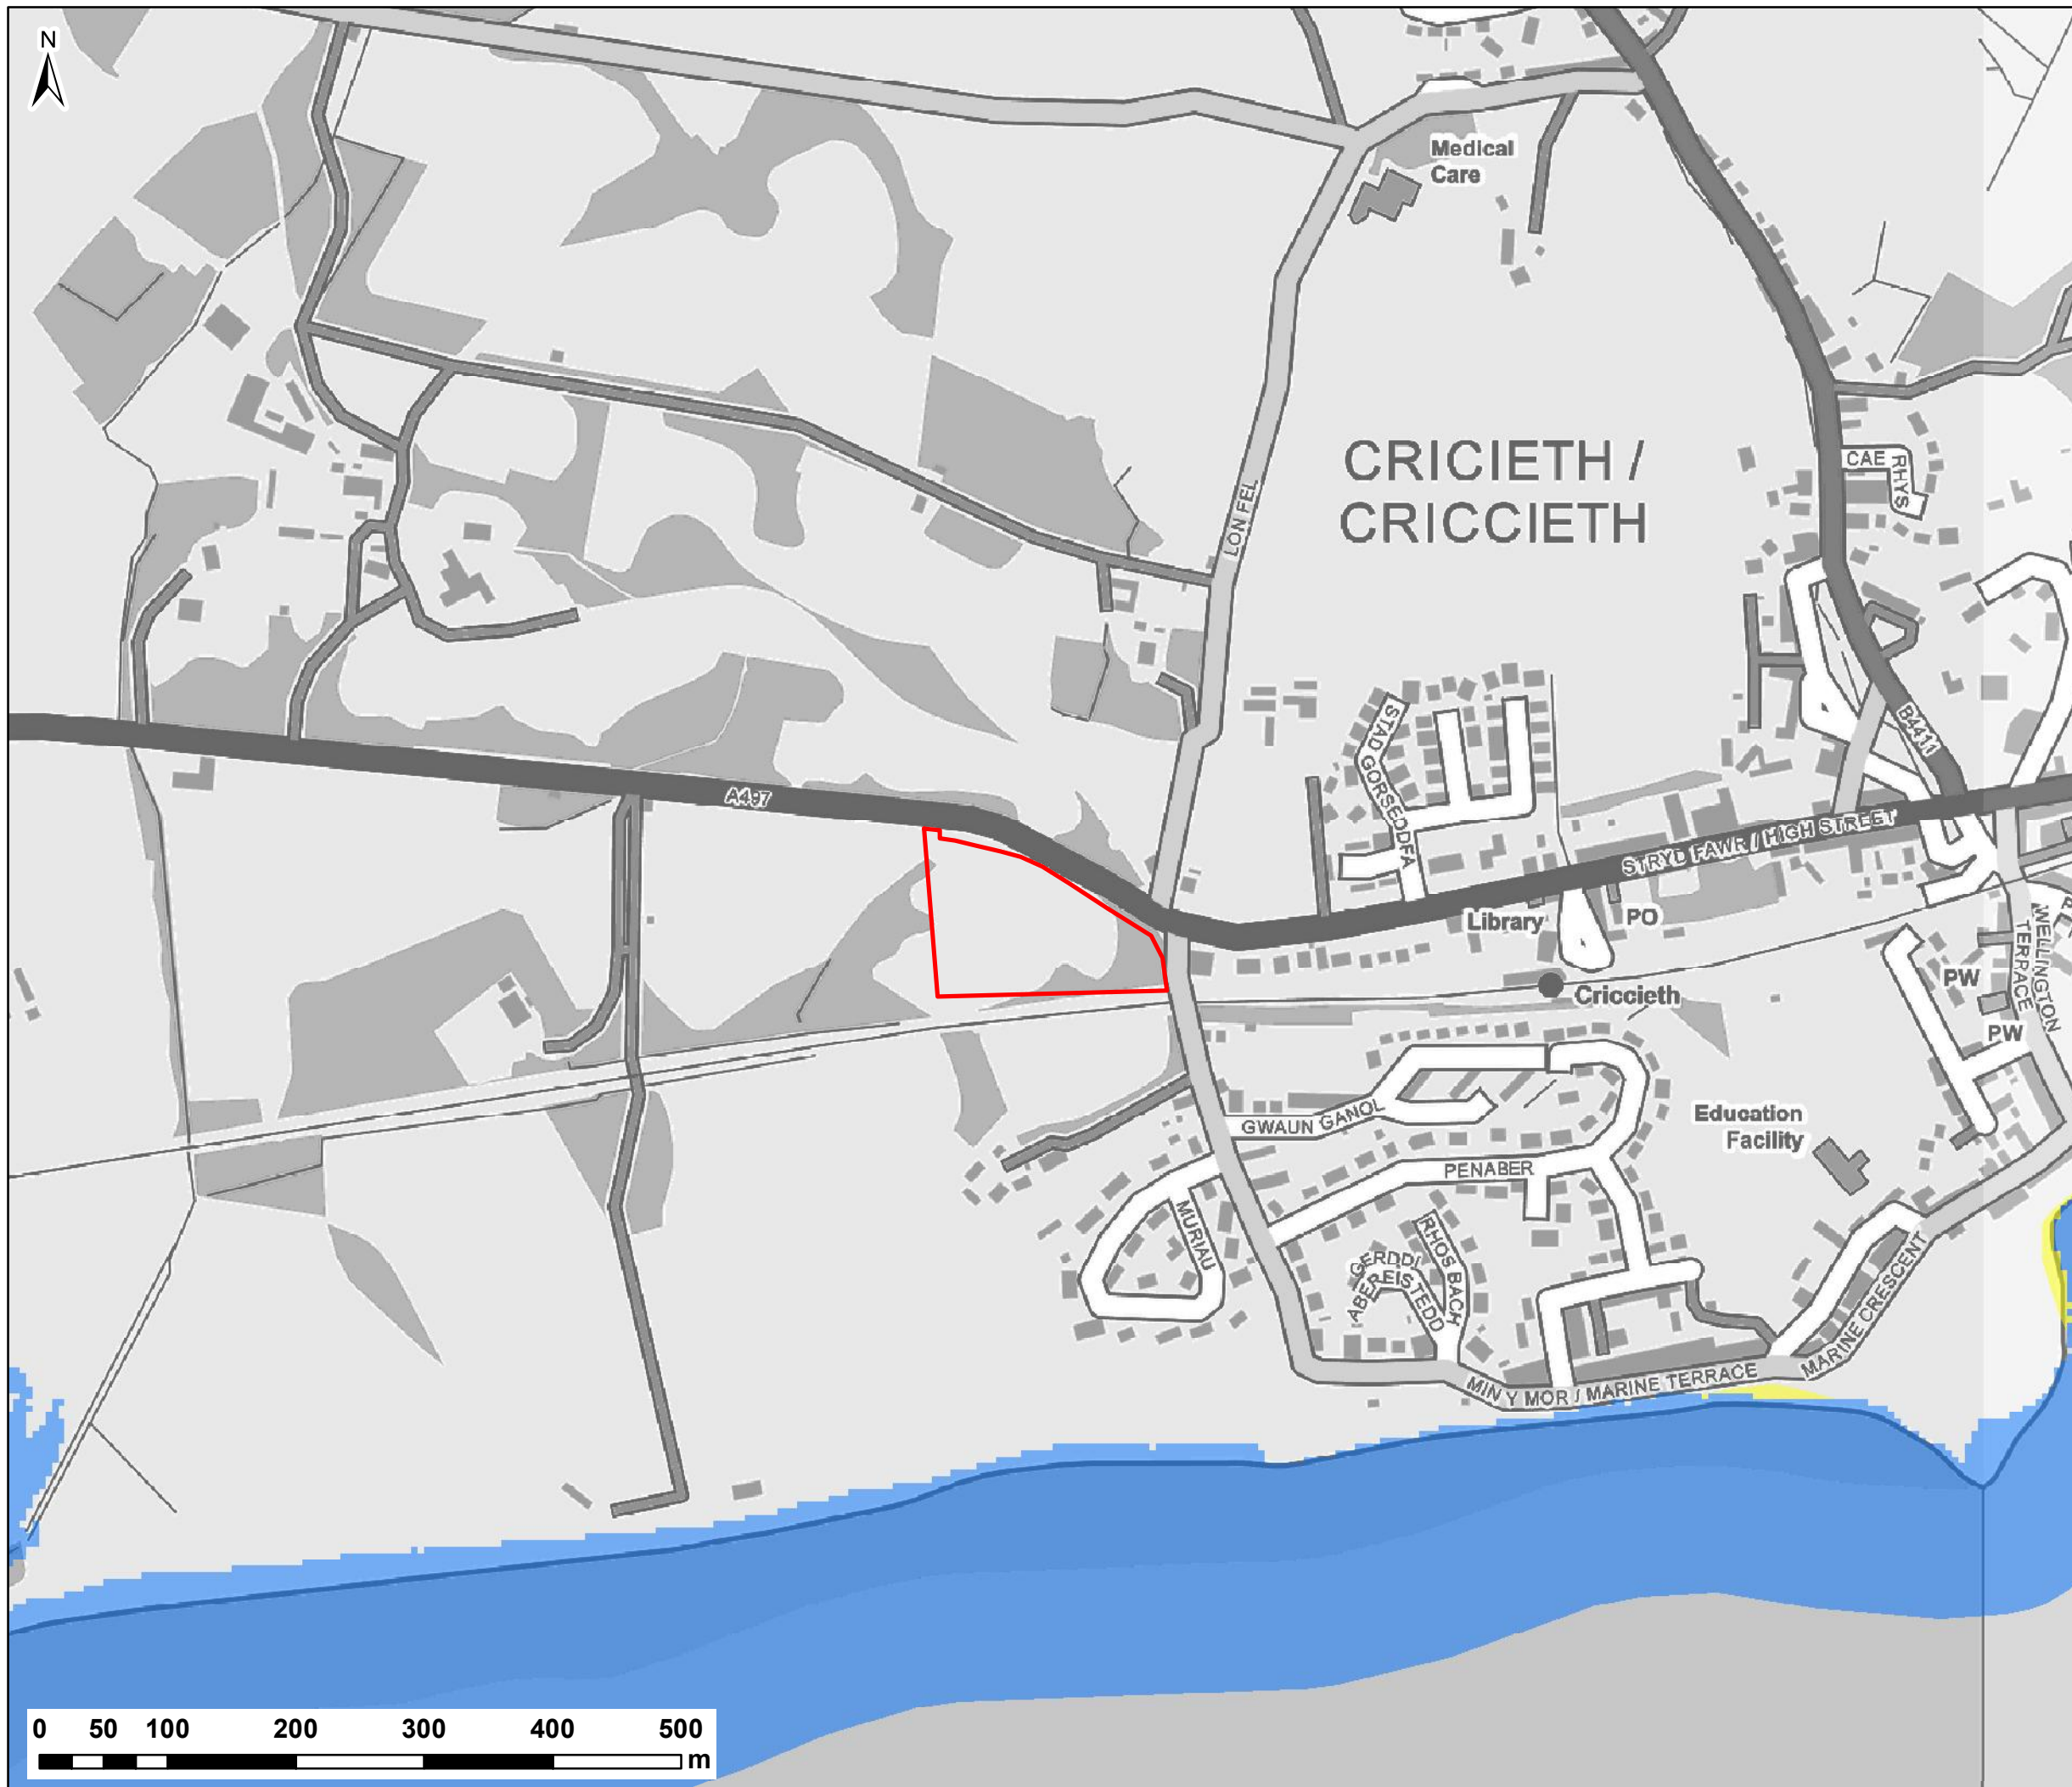 N
Medical
Care
CRICIETH /
CRICCIETH
CAE RHYS
LON FEL
STAD GORSEDDFA
B4411
A497
STRYD FAWR / HIGH STREET
Library
PO
WELLINGTON
TERRACE
PW
Criccieth
PW
Education
Facility
GWAUN GANOL
PENABER
MURIAU
RHOS BACH
GERDDI
ABEREISTEDD
MARINE CRESCENT
MIN Y MOR / MARINE TERRACE
0 50 100 200 300 400 500
m